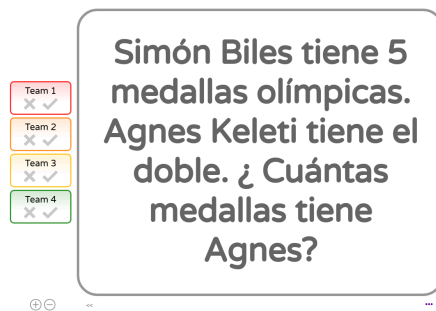 Simón Biles tiene 5
medallas olímpicas.
Agnes Keleti tiene el
doble. ¿ Cuántas
medallas tiene
Agnes?
Team 1
Team 2
Team 3
Team 4
<<